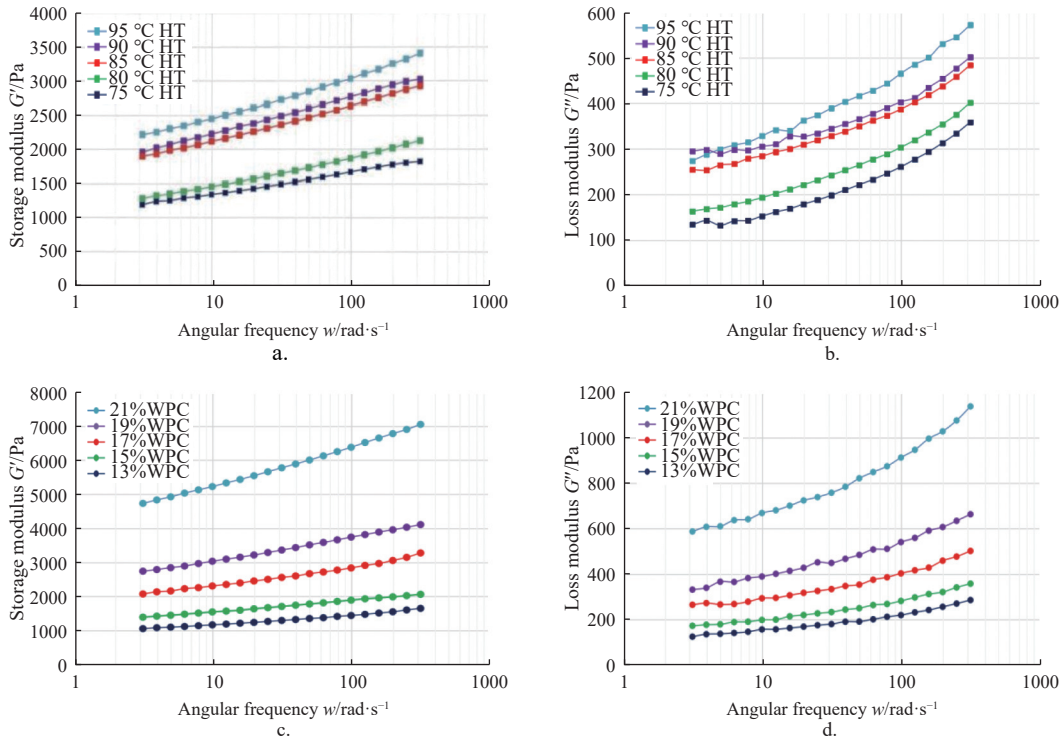 95 ℃ HT
90 ℃ HT
85 ℃ HT
80 ℃ HT
75 ℃ HT
4000
3500
3000
2500
2000
1500
1000
500
0
Storage modulus G′/Pa
1 10 100 1000
Angular frequency w/rad·s⁻¹
a.
95 ℃ HT
90 ℃ HT
85 ℃ HT
80 ℃ HT
75 ℃ HT
600
500
400
300
200
100
0
Loss modulus G″/Pa
1 10 100 1000
Angular frequency w/rad·s⁻¹
b.
21%WPC
19%WPC
17%WPC
15%WPC
13%WPC
8000
7000
6000
5000
4000
3000
2000
1000
0
Storage modulus G′/Pa
1 10 100 1000
Angular frequency w/rad·s⁻¹
c.
21%WPC
19%WPC
17%WPC
15%WPC
13%WPC
1200
1000
800
600
400
200
0
Loss modulus G″/Pa
1 10 100 1000
Angular frequency w/rad·s⁻¹
d.